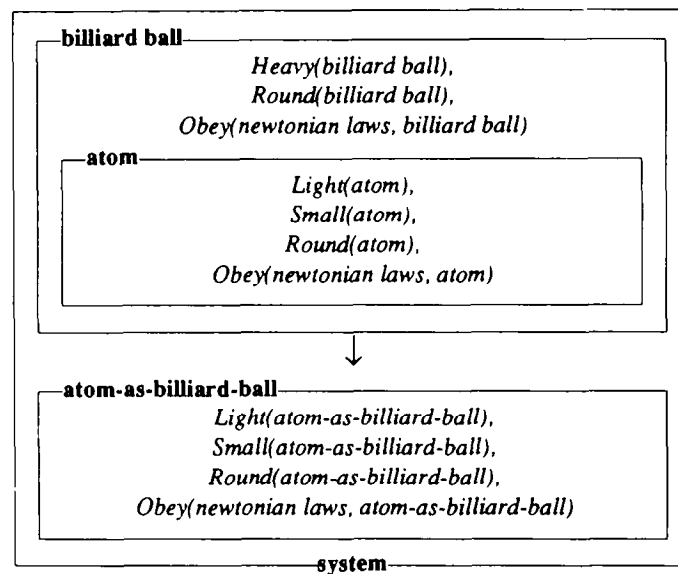 billiard ball
Heavy(billiard ball),
Round(billiard ball),
Obey(newtonian laws, billiard ball)
atom
Light(atom),
Small(atom),
Round(atom),
Obey(newtonian laws, atom)
↓
atom-as-billiard-ball
Light(atom-as-billiard-ball),
Small(atom-as-billiard-ball),
Round(atom-as-billiard-ball),
Obey(newtonian laws, atom-as-billiard-ball)
system